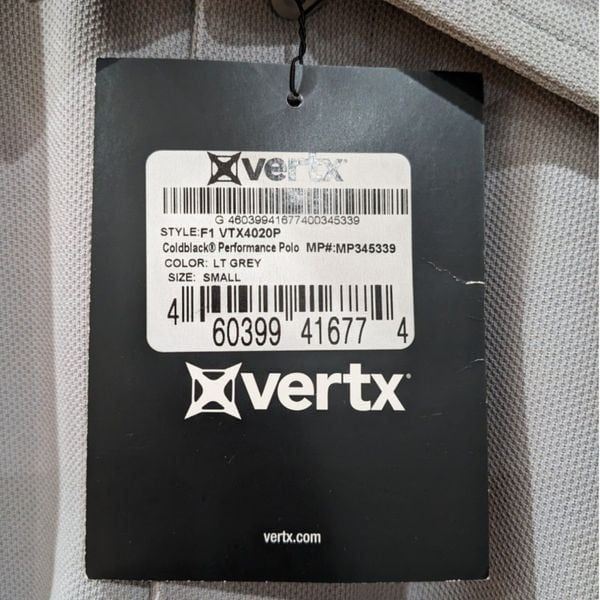 vertx
G 46039941677400345339
STYLE:F1 VTX4020P
Coldblack® Performance Polo MP#:MP345339
COLOR: LT GREY
SIZE: SMALL
4 60399 41677 4
vertx®
vertx.com